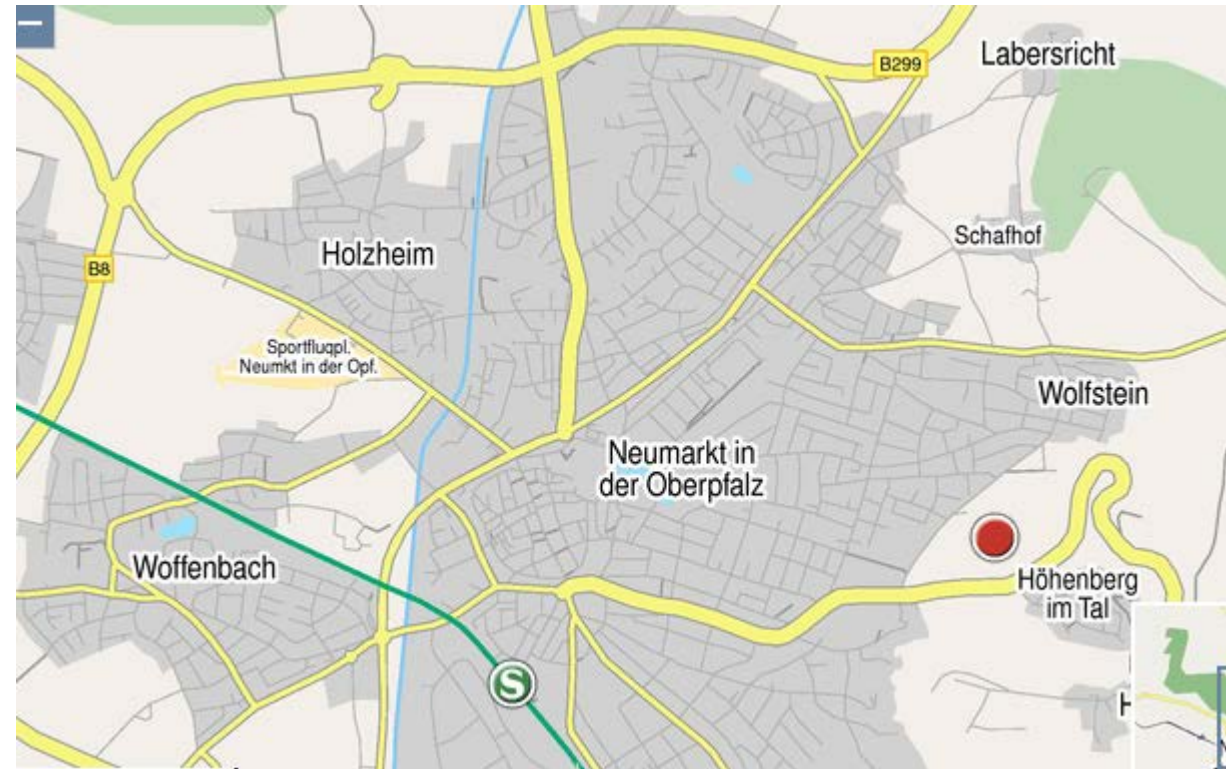 B299
Labersricht
Schafhof
Holzheim
B8
Sportflugpl.
Neumkt in der Opf.
Wolfstein
Neumarkt in
der Oberpfalz
Woffenbach
Höhenberg
im Tal
S
H